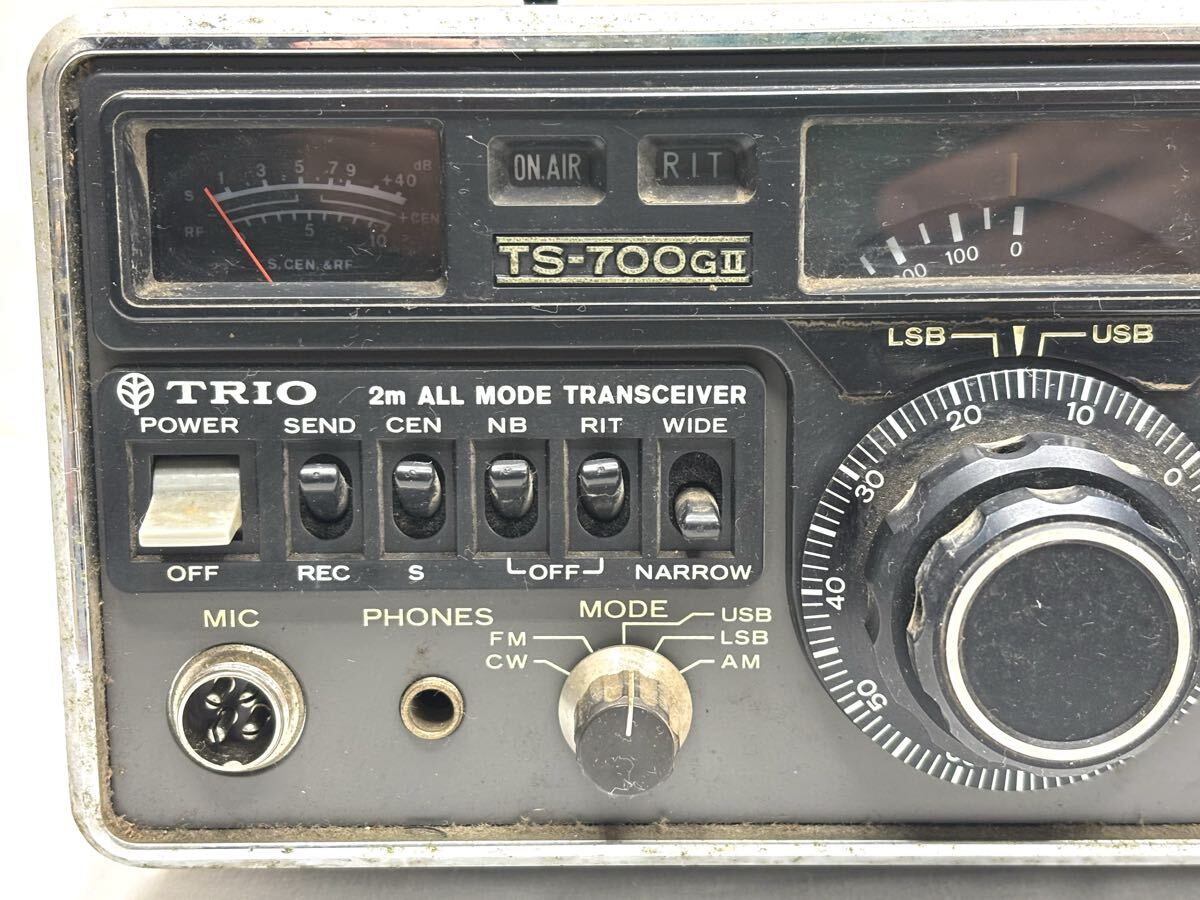 S 1 3 5 7 9 +40 dB
RF 5 10 +CEN
S.CEN.&RF
ON.AIR
RIT
TS-700GII
100 0
LSB USB
TRIO
2m ALL MODE TRANSCEIVER
POWER SEND CEN NB RIT WIDE
OFF REC S OFF NARROW
MIC
PHONES
MODE
FM
CW
USB
LSB
AM
50 40 30 20 10 0